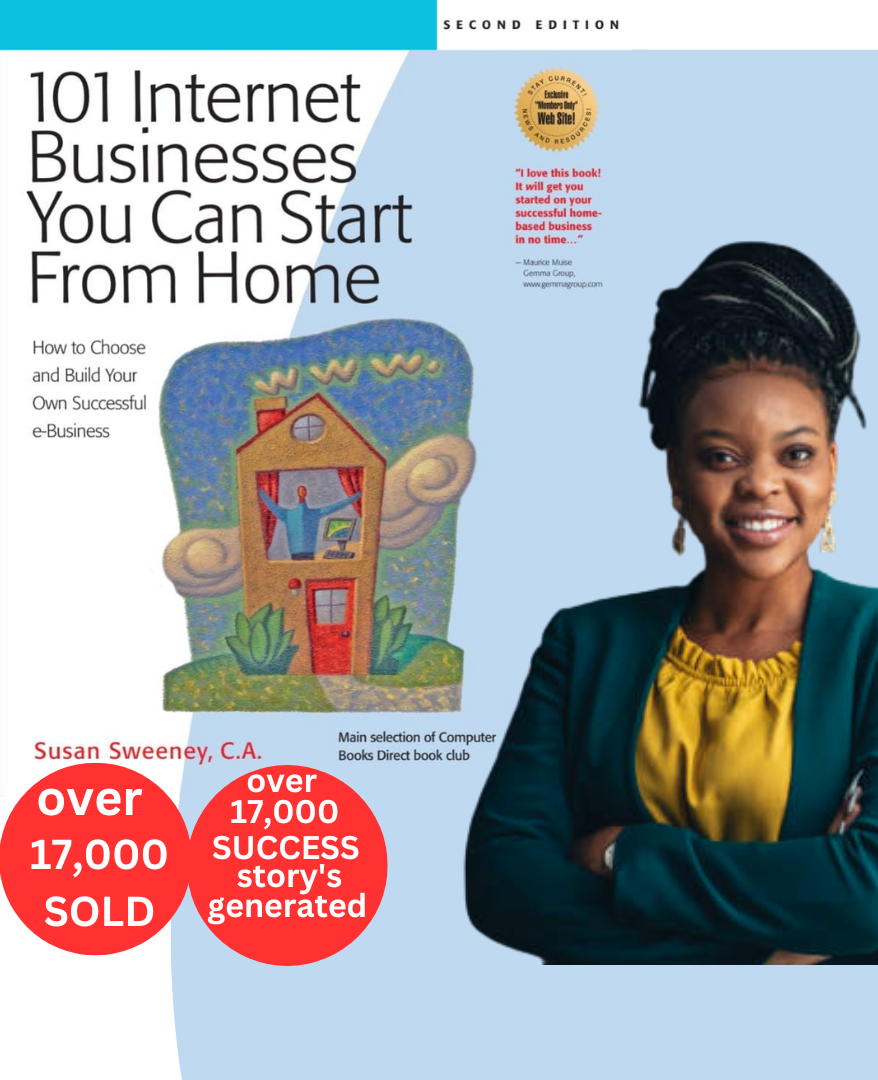 SECOND EDITION
101 Internet
Businesses
You Can Start
From Home
STAY CURRENT!
Exclusive
"Members Only"
Web Site!
NEWS AND RESOURCES!
"I love this book!
It will get you
started on your
successful home-
based business
in no time..."
— Maurice Muise
Gemma Group,
www.gemmagroup.com
How to Choose
and Build Your
Own Successful
e-Business
www.
Susan Sweeney, C.A.
Main selection of Computer
Books Direct book club
over
17,000
SOLD
over
17,000
SUCCESS
story's
generated